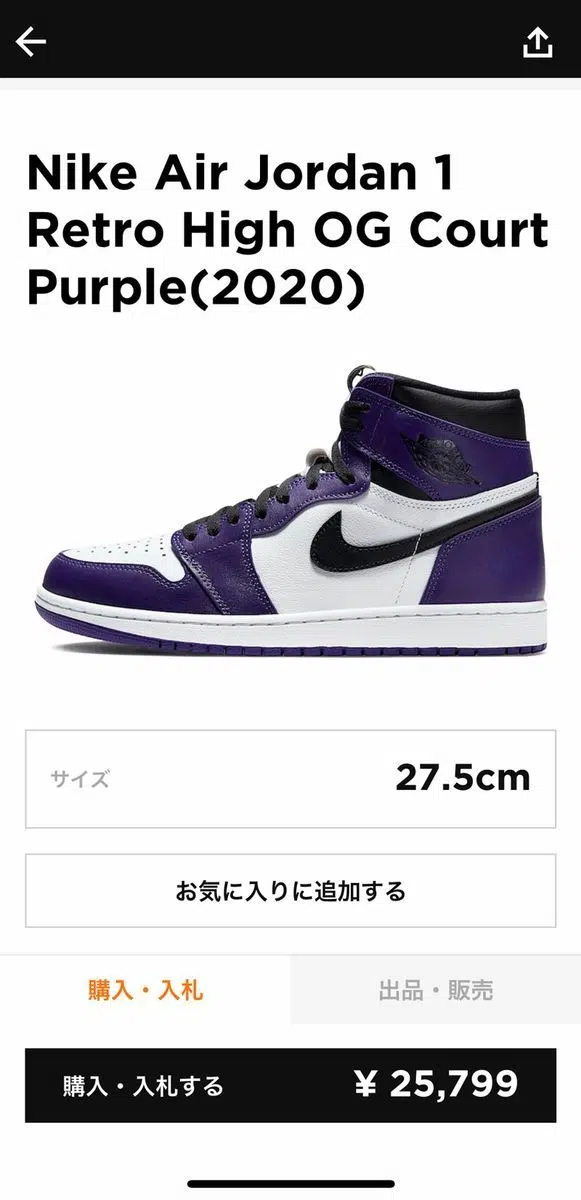 Nike Air Jordan 1
Retro High OG Court
Purple(2020)
サイズ
27.5cm
お気に入りに追加する
購入・入札
出品・販売
購入・入札する
¥ 25,799